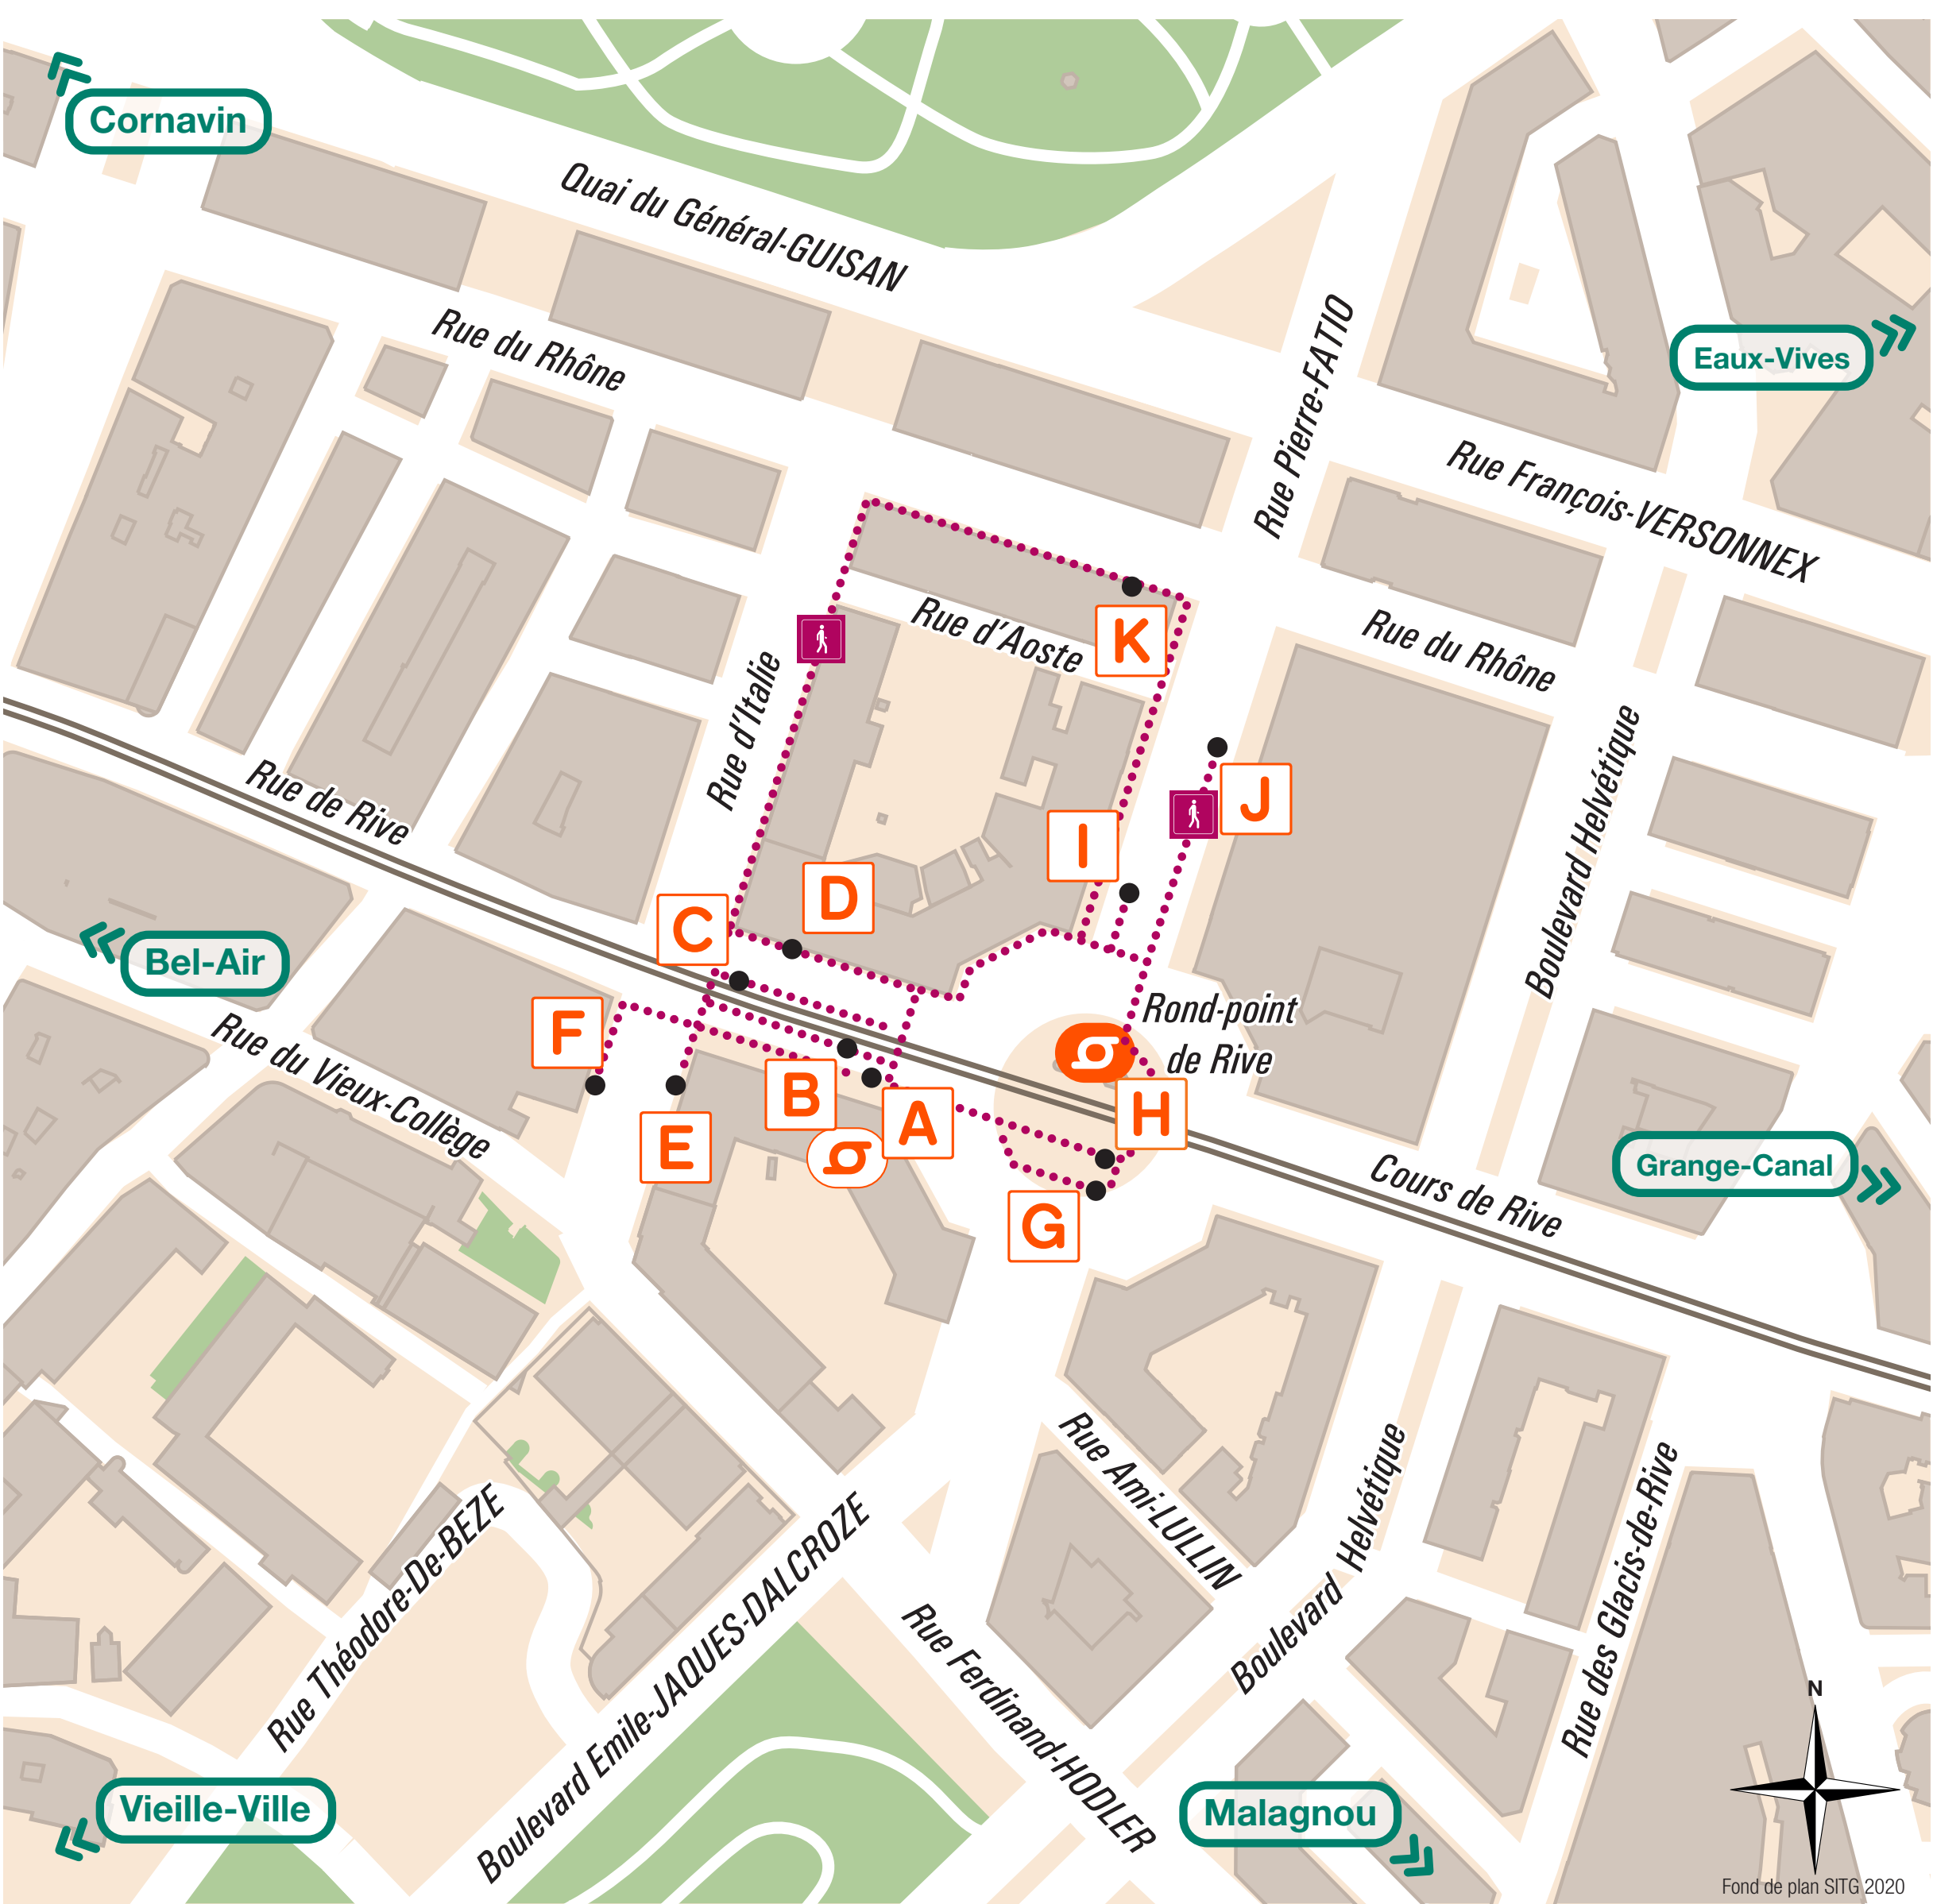 Cornavin
Quai du Général-GUISAN
Rue du Rhône
Rue Pierre-FATIO
Eaux-Vives
Rue François-VERSONNEX
Rue d'Aoste
K
Rue du Rhône
Rue d'Italie
J
I
Boulevard Helvétique
Rue de Rive
D
C
Bel-Air
F
Rond-point
de Rive
Rue du Vieux-Collège
B
A
H
E
G
Grange-Canal
Cours de Rive
Rue Ami-LULLIN
Boulevard Helvétique
Rue des Glacis-de-Rive
Rue Théodore-De-BEZE
Boulevard Emile-JAQUES-DALCROZE
Rue Ferdinand-HODLER
N
Vieille-Ville
Malagnou
Fond de plan SITG 2020